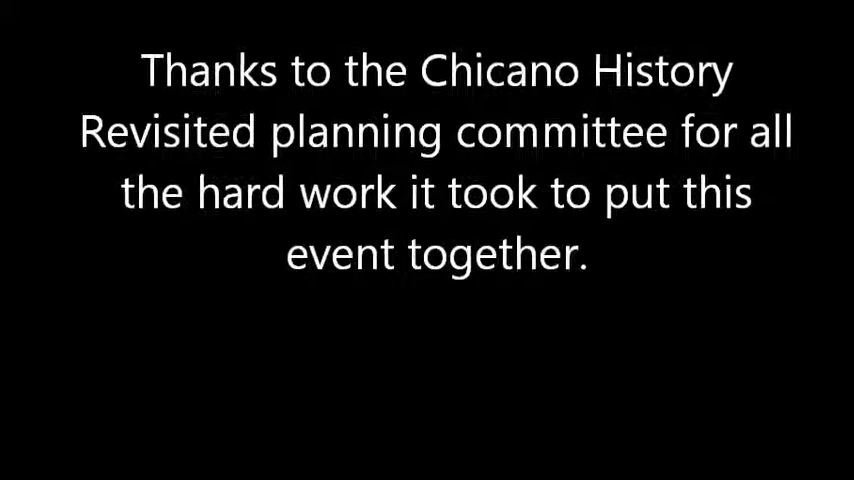 Thanks to the Chicano History
Revisited planning committee for all
the hard work it took to put this
event together.